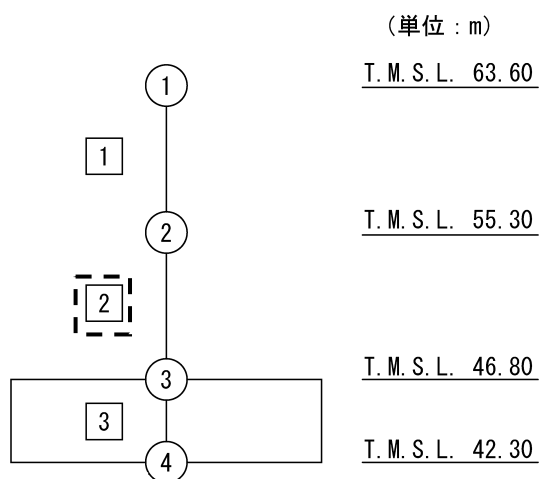 (単位:m)
① T.M.S.L. 63.60
1
② T.M.S.L. 55.30
2
③ T.M.S.L. 46.80
3
④ T.M.S.L. 42.30